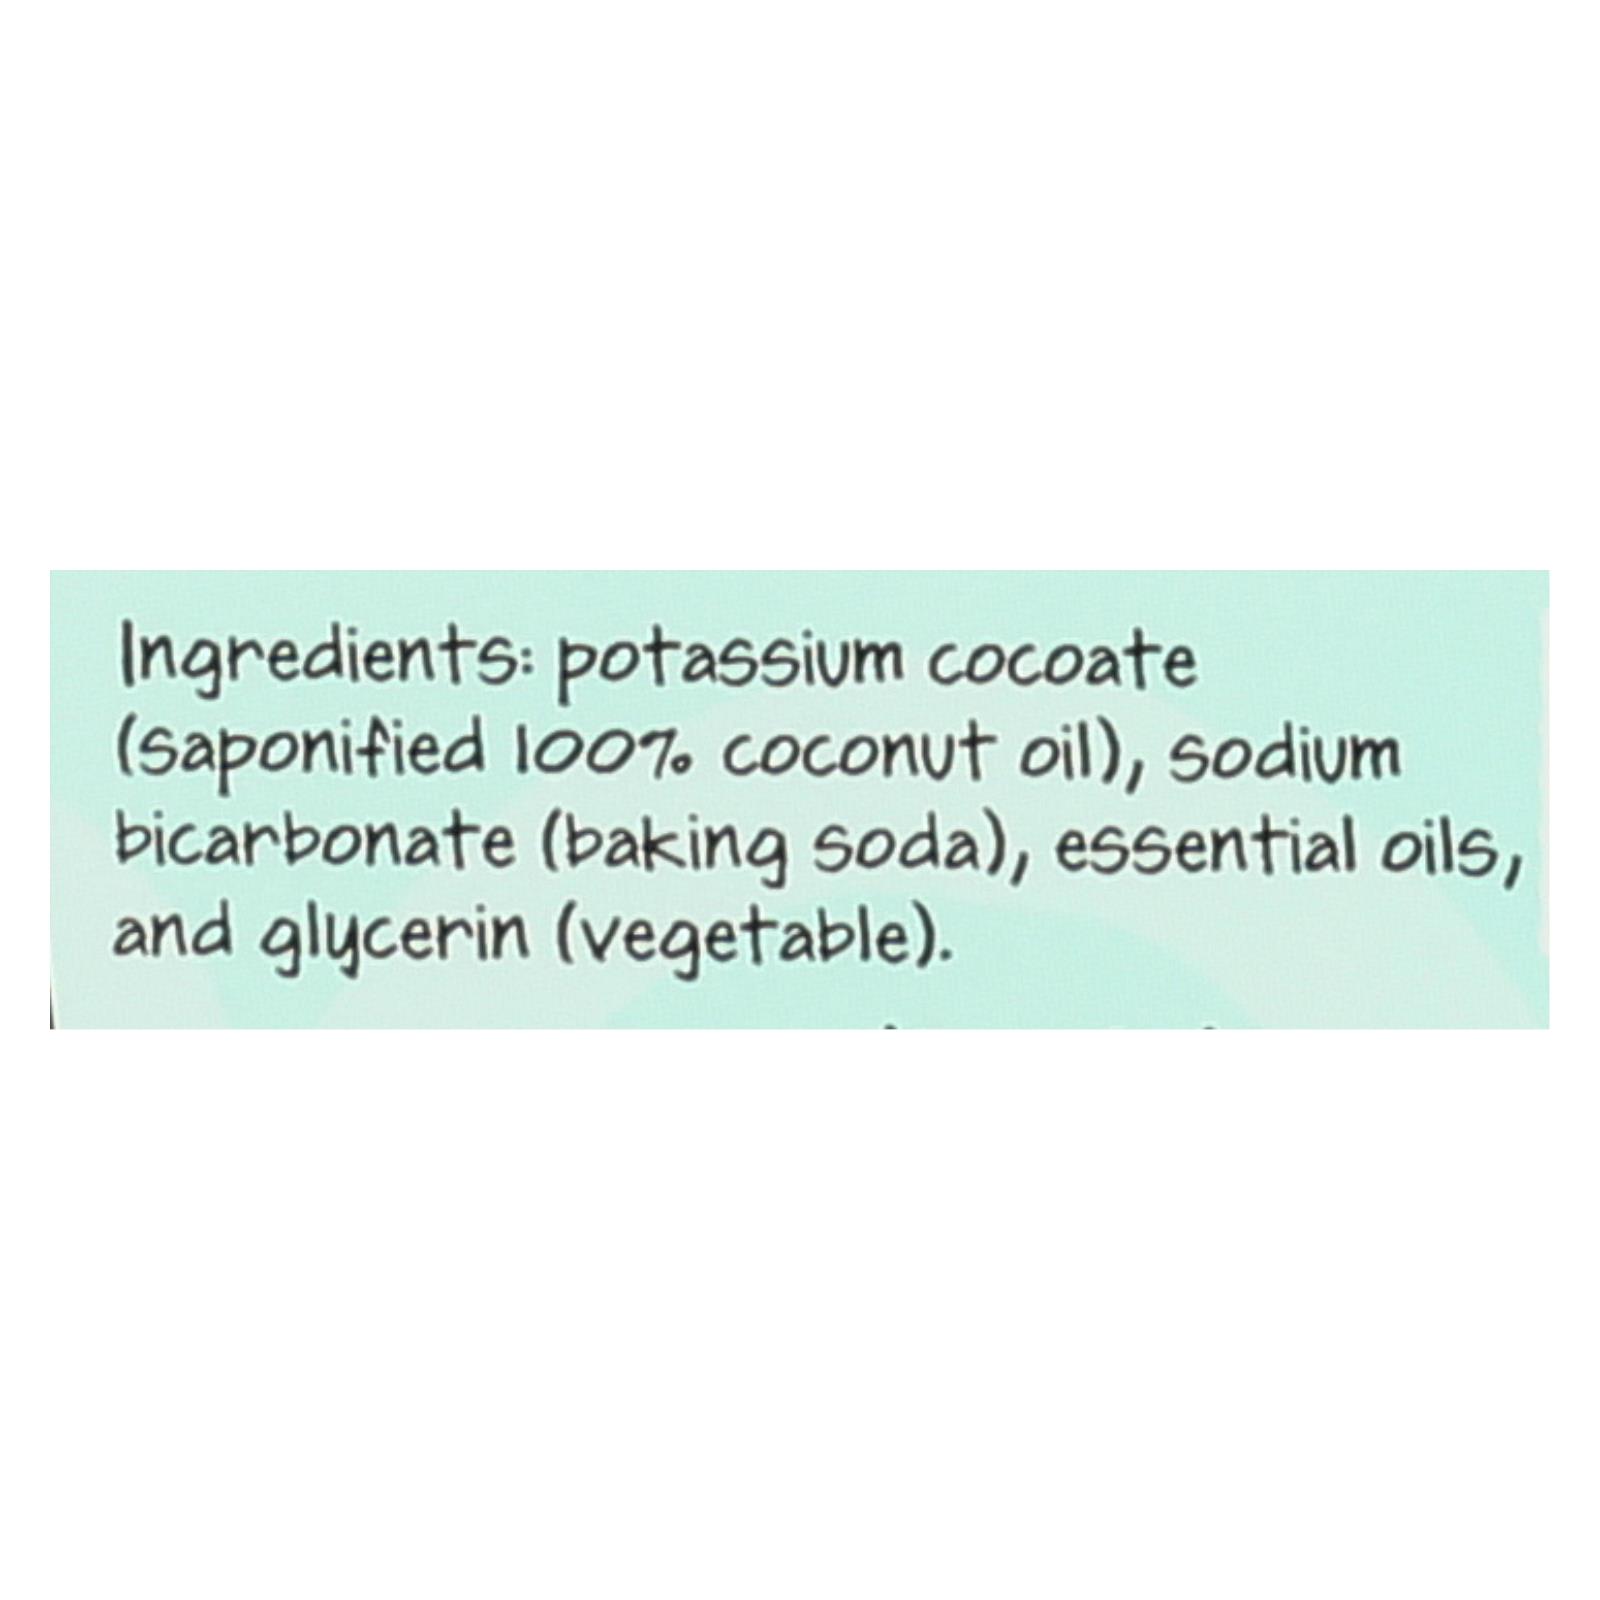 Ingredients: potassium cocoate
(saponified 100% coconut oil), sodium
bicarbonate (baking soda), essential oils,
and glycerin (vegetable).